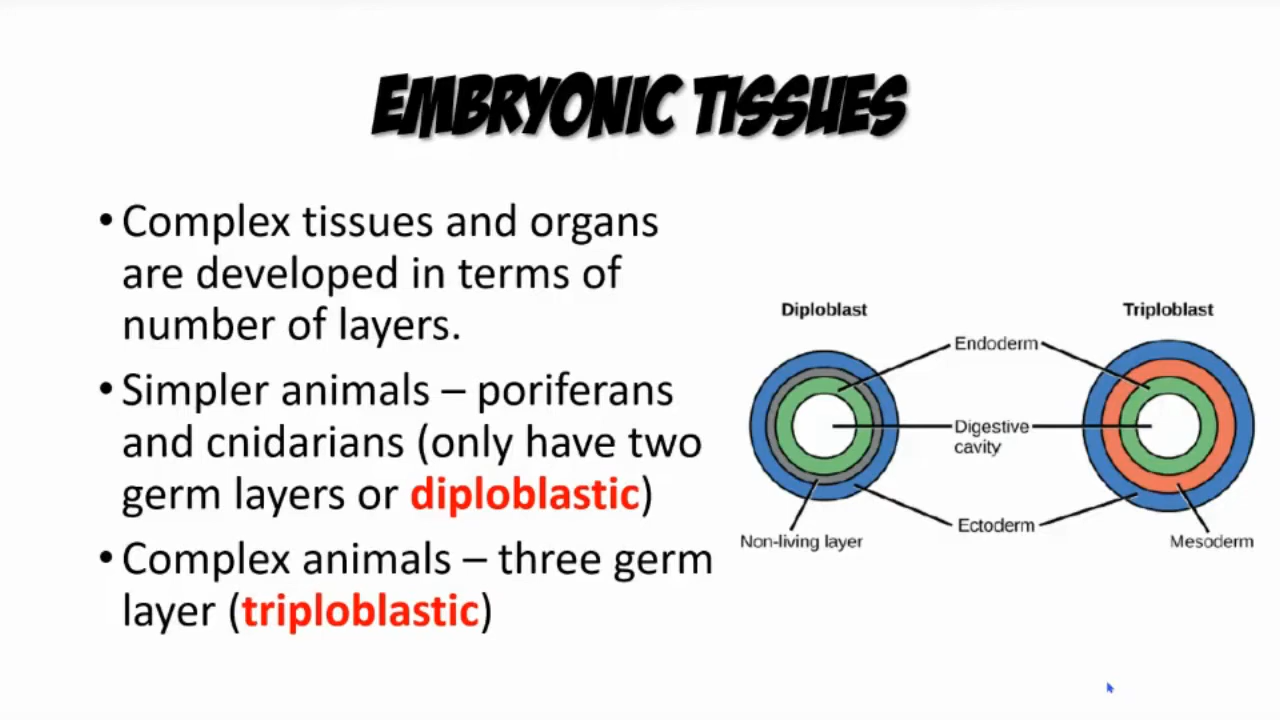 EMBRYONIC TISSUES
• Complex tissues and organs
are developed in terms of
number of layers.
• Simpler animals – poriferans
and cnidarians (only have two
germ layers or diploblastic)
• Complex animals – three germ
layer (triploblastic)
Diploblast
Triploblast
Endoderm
Digestive
cavity
Ectoderm
Non-living layer
Mesoderm